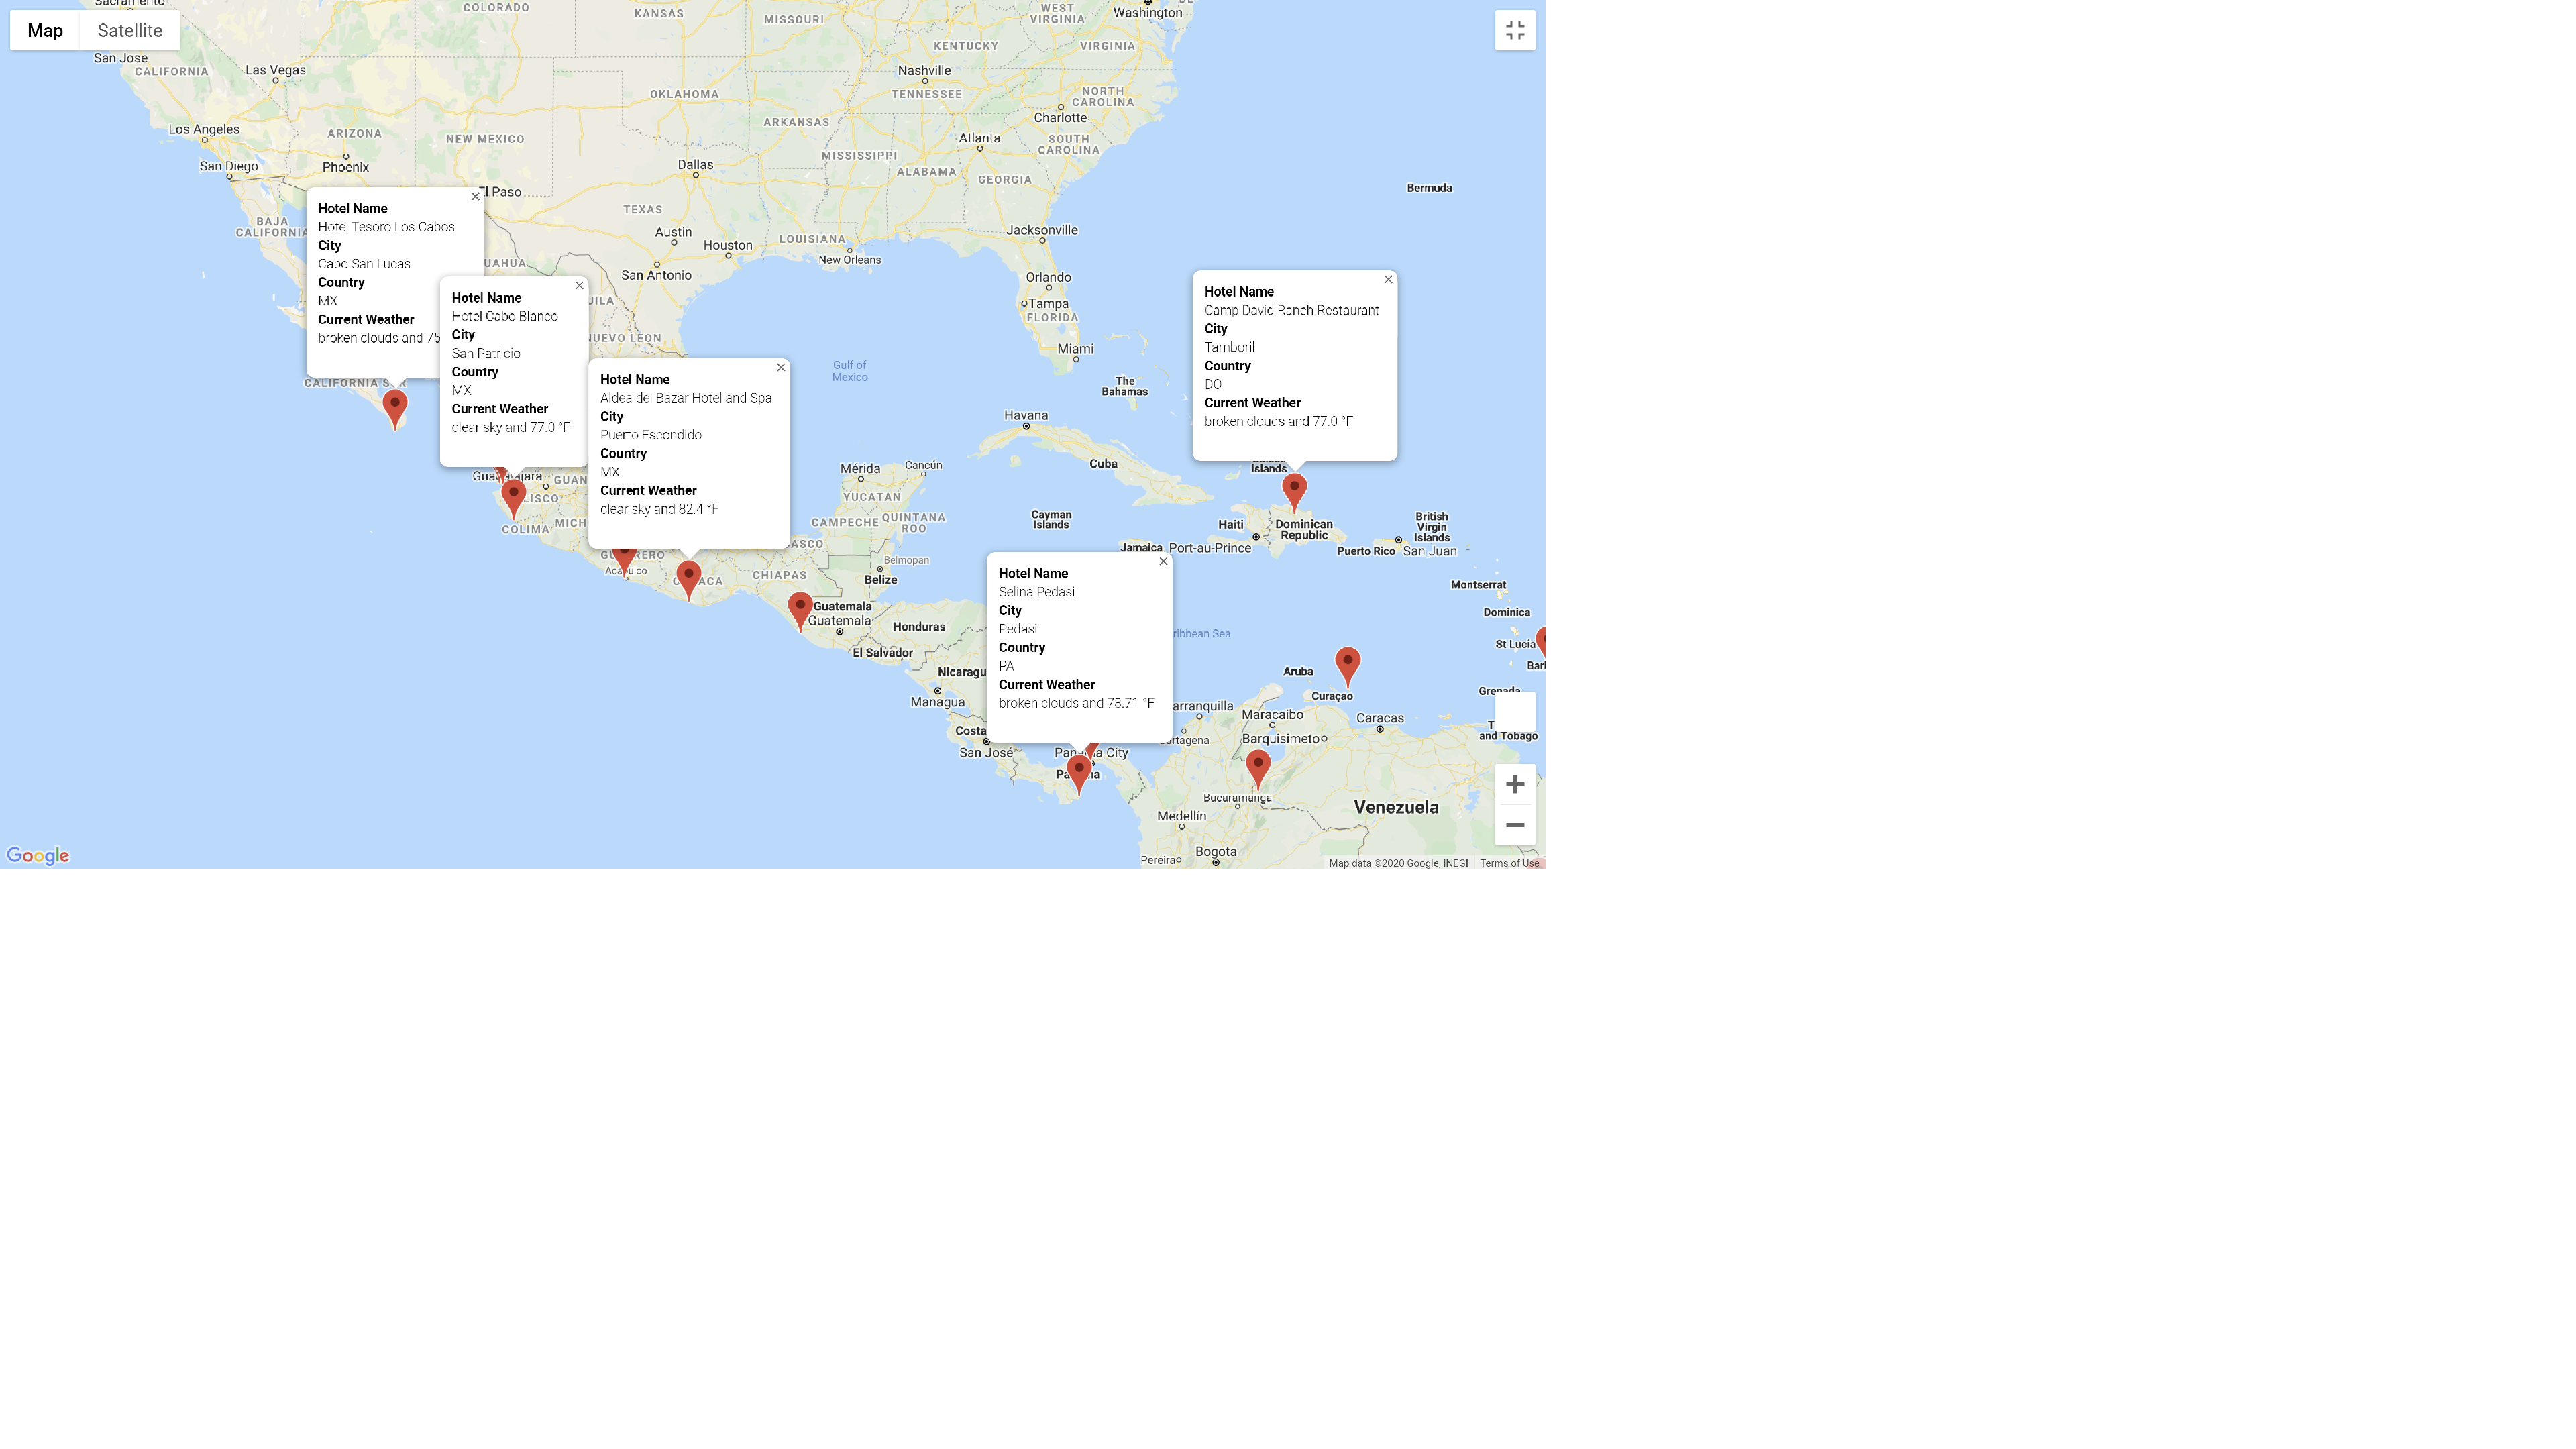 Map
Satellite
COLORADO
KANSAS
MISSOURI
WEST
VIRGINIA
Washington
KENTUCKY
VIRGINIA
San Jose
CALIFORNIA
Las Vegas
Nashville
TENNESSEE
OKLAHOMA
NORTH
CAROLINA
ARKANSAS
Charlotte
Los Angeles
ARIZONA
NEW MEXICO
Atlanta
SOUTH
CAROLINA
MISSISSIPPI
San Diego
Phoenix
Dallas
ALABAMA
GEORGIA
El Paso
Bermuda
TEXAS
BAJA
CALIFORNIA
Austin
Houston
LOUISIANA
New Orleans
Jacksonville
San Antonio
Orlando
Tampa
FLORIDA
Miami
NUEVO LEON
Gulf of
Mexico
The
Bahamas
Hotel Name
Hotel Tesoro Los Cabos
City
Cabo San Lucas
Country
MX
Current Weather
broken clouds and 75
Hotel Name
Hotel Cabo Blanco
City
San Patricio
Country
MX
Current Weather
clear sky and 77.0 °F
Hotel Name
Aldea del Bazar Hotel and Spa
City
Puerto Escondido
Country
MX
Current Weather
clear sky and 82.4 °F
Hotel Name
Camp David Ranch Restaurant
City
Tamboril
Country
DO
Current Weather
broken clouds and 77.0 °F
Hotel Name
Selina Pedasi
City
Pedasi
Country
PA
Current Weather
broken clouds and 78.71 °F
Havana
Cuba
Islands
Mérida
Cancún
YUCATAN
CAMPECHE
QUINTANA
ROO
COLIMA
Cayman
Islands
Haiti
Dominican
Republic
British
Virgin
Islands
Jamaica
Port-au-Prince
Puerto Rico
San Juan
Belmopan
Belize
CHIAPAS
Acapulco
Montserrat
Guatemala
Guatemala
Honduras
El Salvador
Dominica
St Lucia
Nicaragu
Managua
Aruba
Curaçao
Grenada
Costa
San José
Maracaibo
Caracas
Barquisimeto
and Tobago
Bucaramanga
Venezuela
Medellín
Bogota
Pereira
Google
Map data ©2020 Google, INEGI
Terms of Use